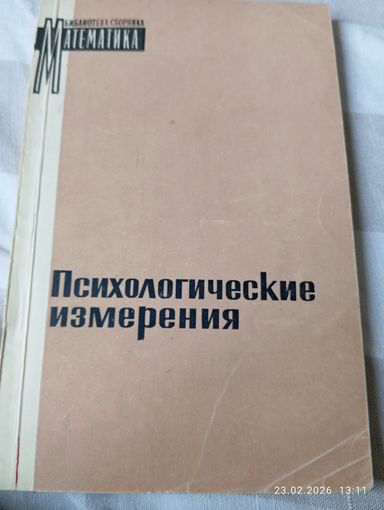 БИБЛИОТЕКА СБОРНИКА
МАТЕМАТИКА
Психологические
измерения
23.02.2026 13:11